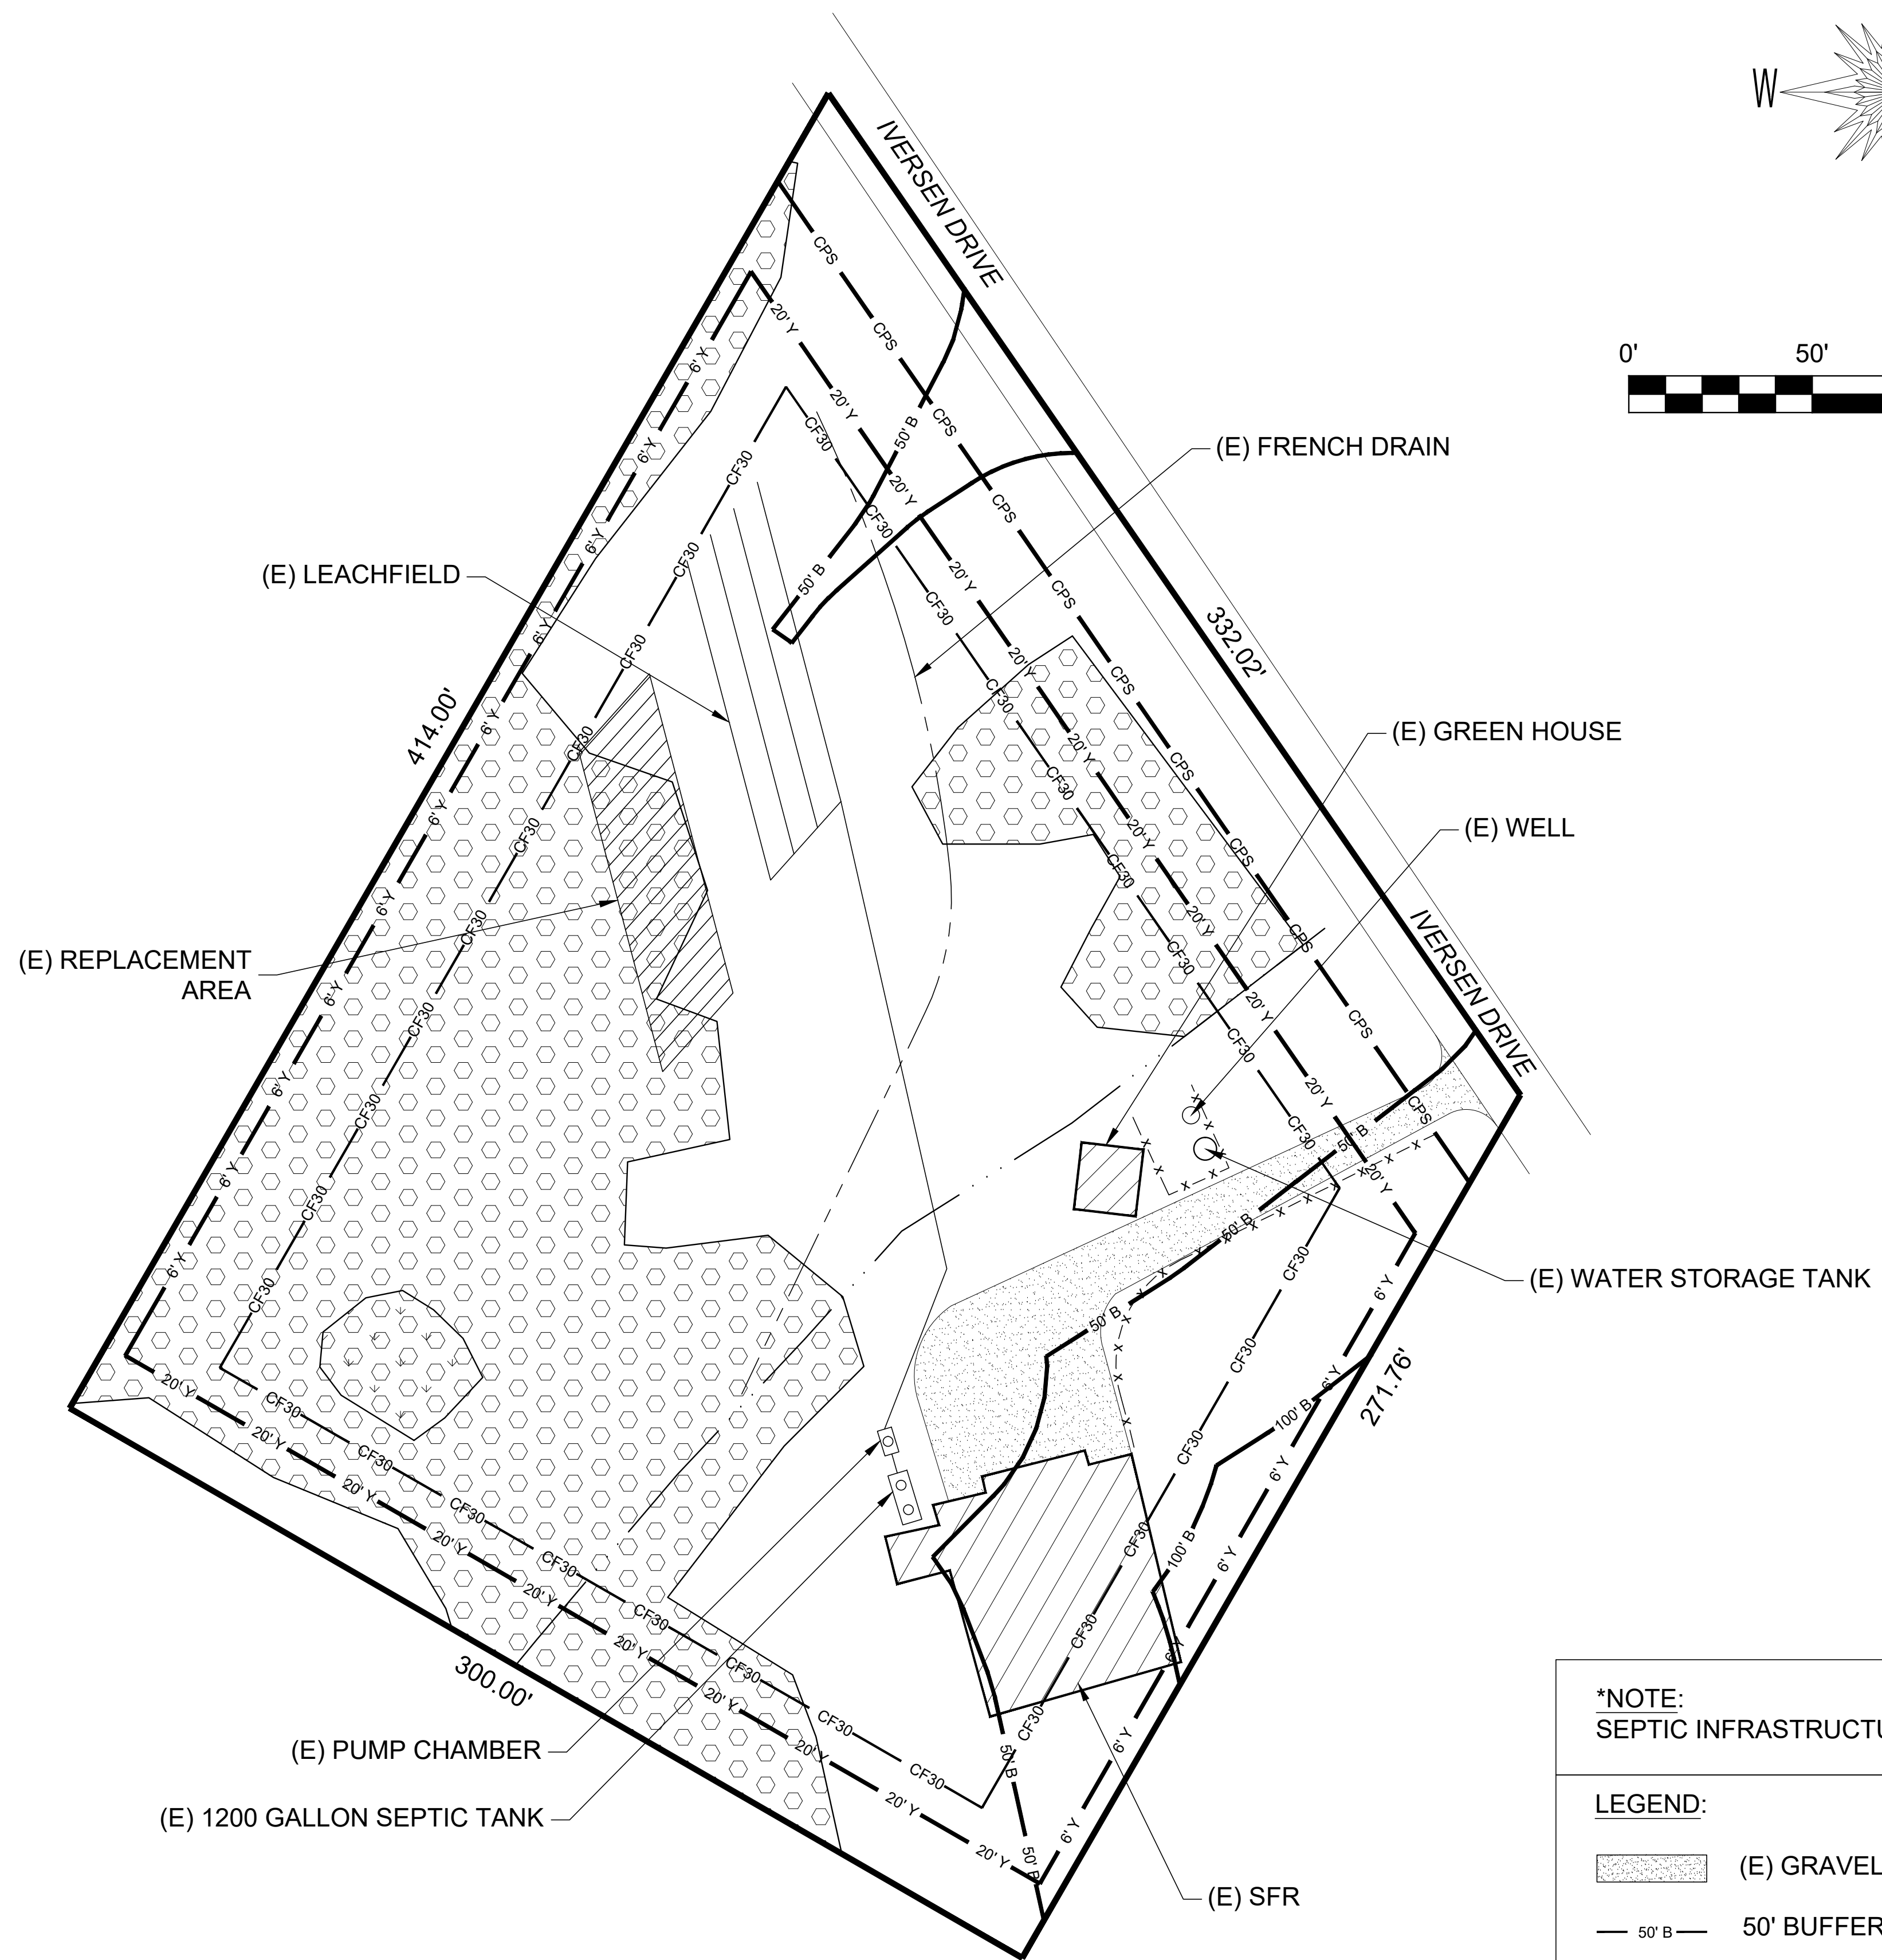 W
IVERSEN DRIVE
0' 50'
(E) FRENCH DRAIN
(E) LEACHFIELD
332.02'
414.00'
(E) GREEN HOUSE
(E) WELL
(E) REPLACEMENT
AREA
IVERSEN DRIVE
(E) WATER STORAGE TANK
271.76'
300.00'
(E) PUMP CHAMBER
(E) 1200 GALLON SEPTIC TANK
(E) SFR
CPS
20' Y
6' Y
CF30
50' B
100' B
*NOTE:
SEPTIC INFRASTRUCTU
LEGEND:
(E) GRAVEL
50' B 50' BUFFER